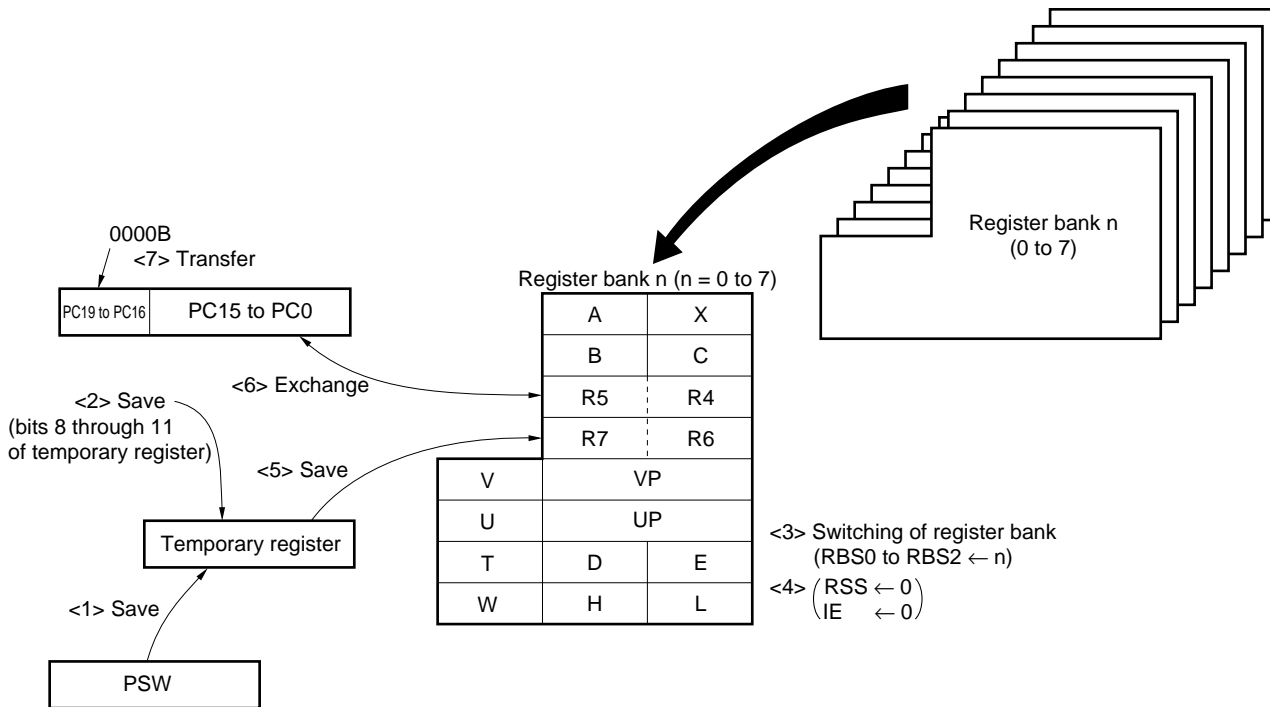 Register bank n
(0 to 7)
0000B
<7> Transfer
PC19 to PC16
PC15 to PC0
Register bank n (n = 0 to 7)
A X
B C
<6> Exchange
R5 R4
<2> Save
(bits 8 through 11
of temporary register)
R7 R6
<5> Save
V VP
U UP
Temporary register
<3> Switching of register bank
(RBS0 to RBS2 ← n)
T D E
<4> (RSS ← 0
IE ← 0)
W H L
<1> Save
PSW